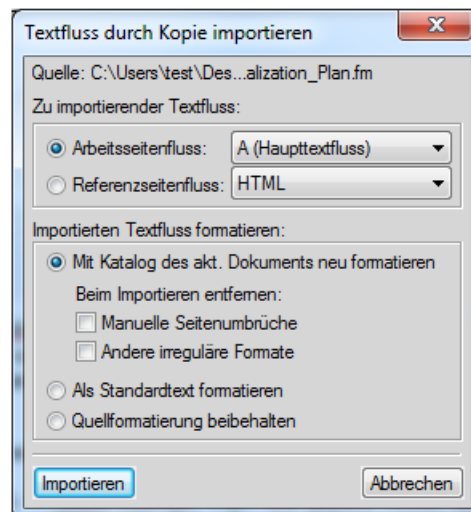 Textfluss durch Kopie importieren
Quelle: C:\Users\test\Des...alization_Plan.fm
Zu importierender Textfluss:
Arbeitsseitenfluss: A (Haupttextfluss)
Referenzseitenfluss: HTML
Importierten Textfluss formatieren:
Mit Katalog des akt. Dokuments neu formatieren
Beim Importieren entfernen:
Manuelle Seitenumbrüche
Andere irreguläre Formate
Als Standardtext formatieren
Quellformatierung beibehalten
Importieren Abbrechen